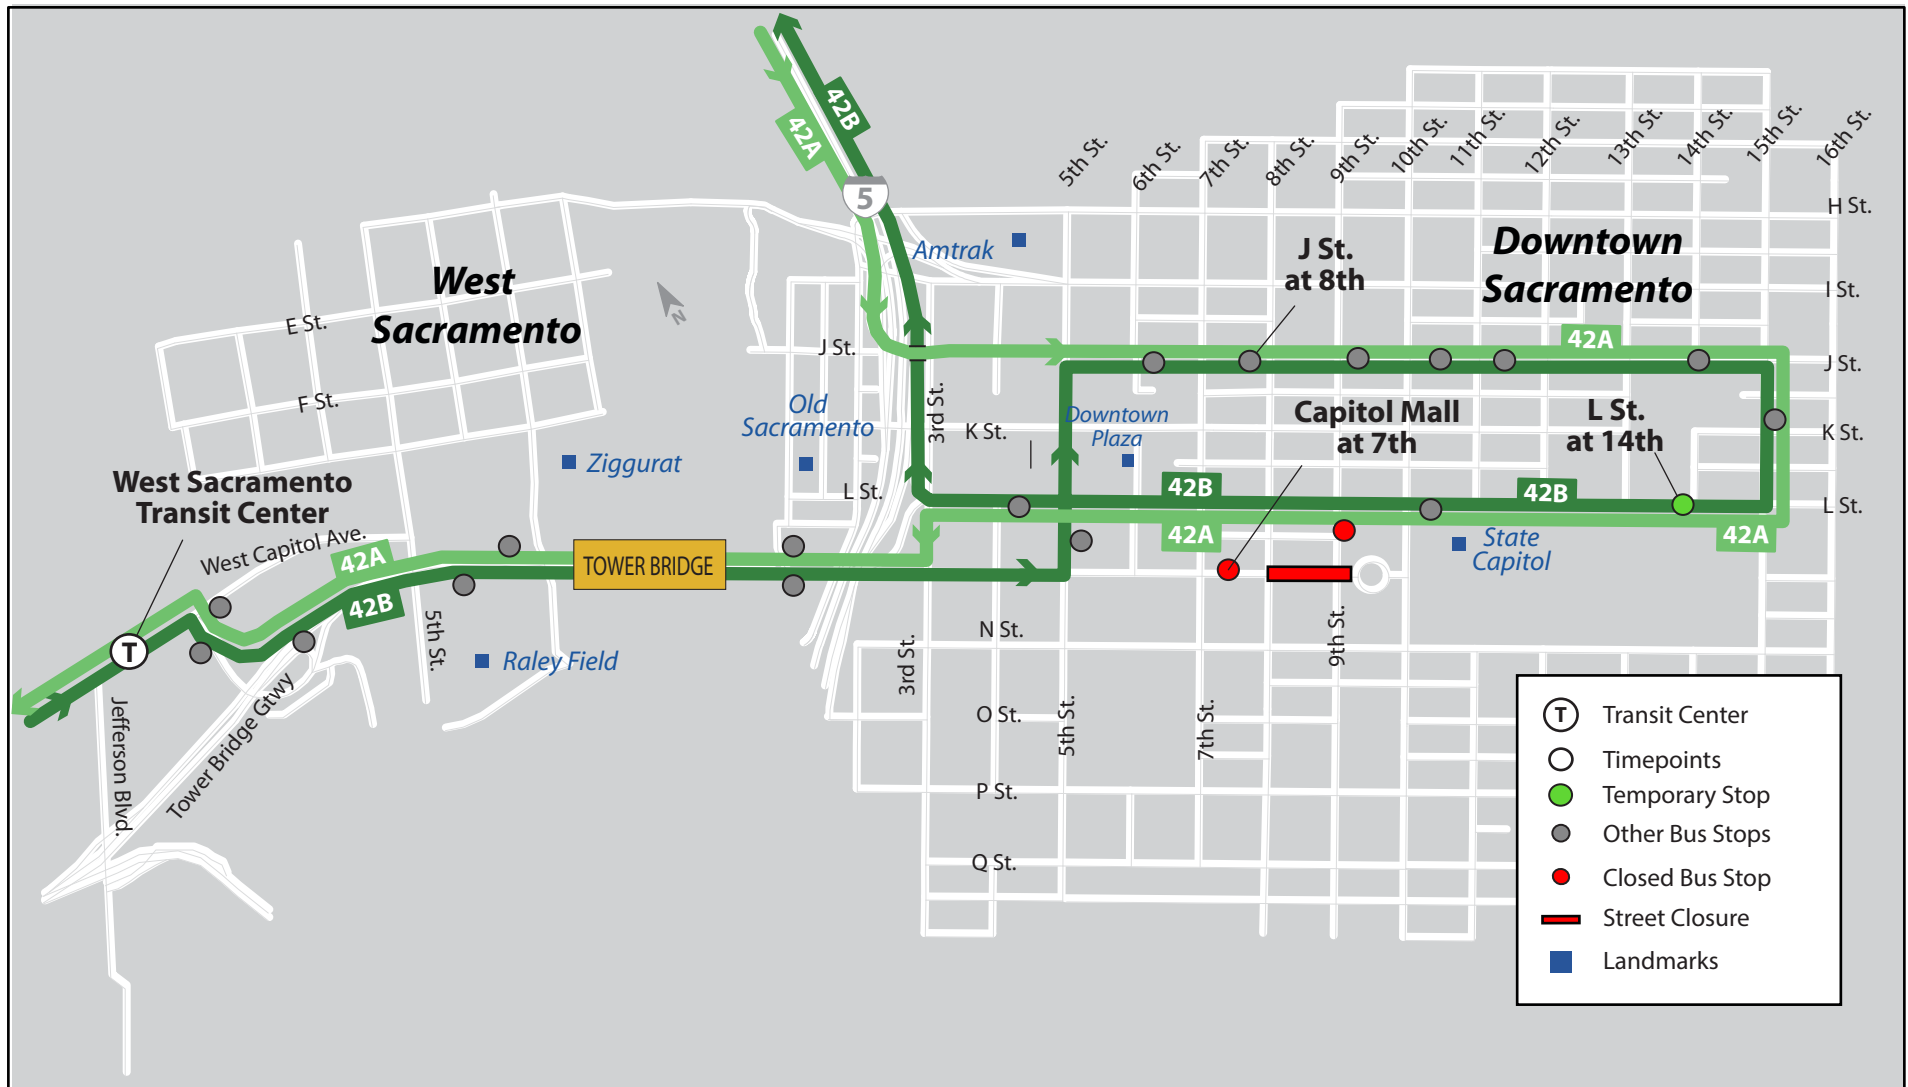 42B
42A
5
5th St.
6th St.
7th St.
8th St.
9th St.
10th St.
11th St.
12th St.
13th St.
14th St.
15th St.
16th St.
H St.
Amtrak
J St.
at 8th
Downtown
Sacramento
I St.
West
Sacramento
N
E St.
F St.
J St.
42A
J St.
3rd St.
Old
Sacramento
K St.
Downtown
Plaza
Capitol Mall
at 7th
L St.
at 14th
K St.
Ziggurat
West Sacramento
Transit Center
L St.
42B
42B
L St.
West Capitol Ave.
42A
42A
42A
State
Capitol
TOWER BRIDGE
42B
T
5th St.
Raley Field
N St.
3rd St.
9th St.
Jefferson Blvd.
Tower Bridge Gtwy
O St.
5th St.
7th St.
P St.
Q St.
T Transit Center
Timepoints
Temporary Stop
Other Bus Stops
Closed Bus Stop
Street Closure
Landmarks